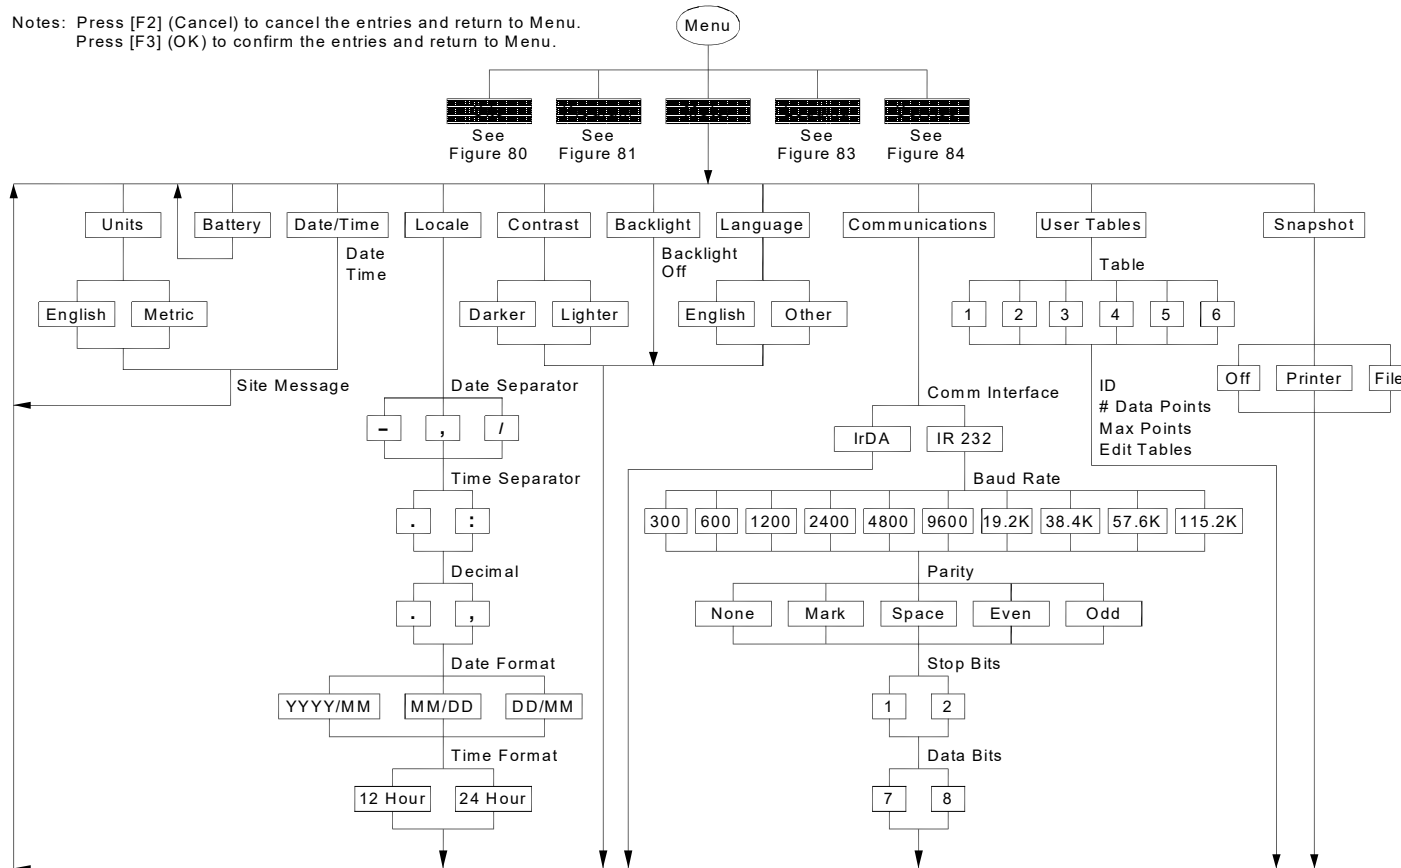 Notes: Press [F2] (Cancel) to cancel the entries and return to Menu.
Press [F3] (OK) to confirm the entries and return to Menu.
Menu
See
Figure 80
See
Figure 81
See
Figure 83
See
Figure 84
Units
Battery
Date/Time
Locale
Contrast
Backlight
Language
Communications
User Tables
Snapshot
Date
Time
Backlight
Off
Table
English
Metric
Darker
Lighter
English
Other
1
2
3
4
5
6
Site Message
Date Separator
Comm Interface
ID
# Data Points
Max Points
Edit Tables
Off
Printer
File
–
,
/
IrDA
IR 232
Time Separator
Baud Rate
.
:
300
600
1200
2400
4800
9600
19.2K
38.4K
57.6K
115.2K
Decimal
Parity
.
,
None
Mark
Space
Even
Odd
Date Format
Stop Bits
YYYY/MM
MM/DD
DD/MM
1
2
Time Format
Data Bits
12 Hour
24 Hour
7
8